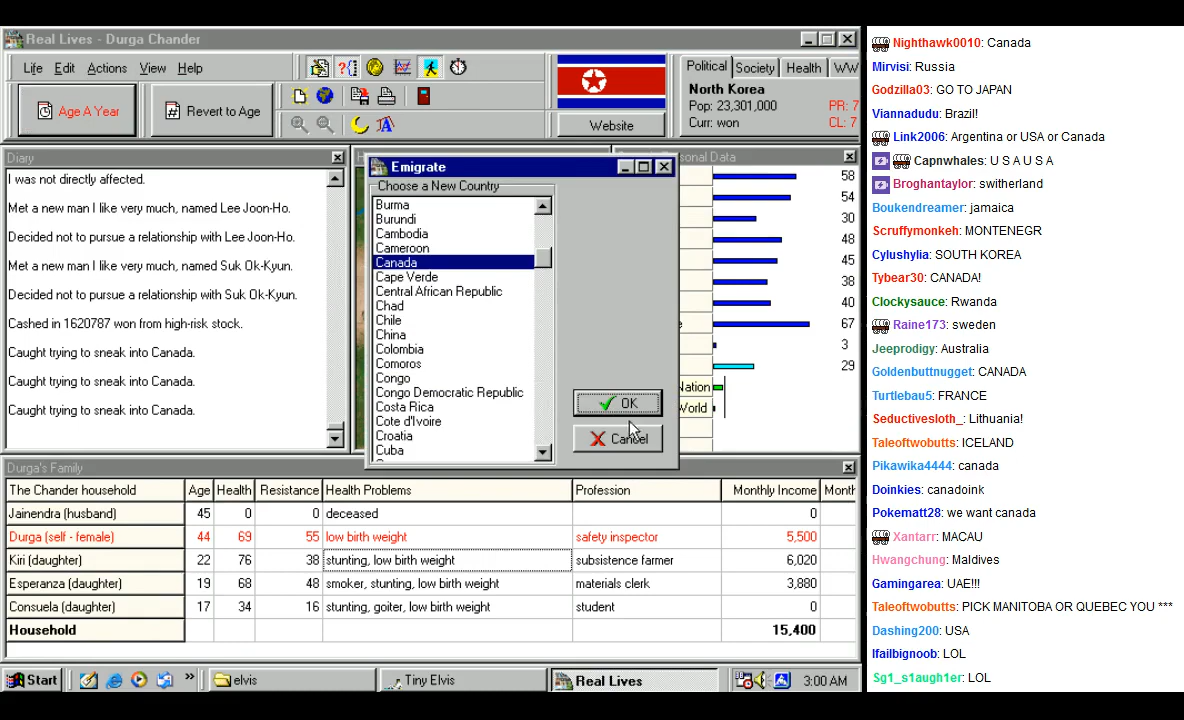 Real Lives - Durga Chander
Life Edit Actions View Help
Age A Year
Revert to Age
Website
Political Society Health WW
North Korea
Pop: 23,301,000 PR: 7
Curr: won CL: 7
Diary
I was not directly affected.
Met a new man I like very much, named Lee Joon-Ho.
Decided not to pursue a relationship with Lee Joon-Ho.
Met a new man I like very much, named Suk Ok-Kyun.
Decided not to pursue a relationship with Suk Ok-Kyun.
Cashed in 1620787 won from high-risk stock.
Caught trying to sneak into Canada.
Caught trying to sneak into Canada.
Caught trying to sneak into Canada.
Emigrate
Choose a New Country
Burma
Burundi
Cambodia
Cameroon
Canada
Cape Verde
Central African Republic
Chad
Chile
China
Colombia
Comoros
Congo
Congo Democratic Republic
Costa Rica
Cote d'Ivoire
Croatia
Cuba
OK
Cancel
onal Data
58
54
30
48
45
38
40
67
3
29
Nation
World
Durga's Family
The Chander household Age Health Resistance Health Problems Profession Monthly Income Month
Jainendra (husband) 45 0 0 deceased 0
Durga (self - female) 44 69 55 low birth weight safety inspector 5,500
Kiri (daughter) 22 76 38 stunting, low birth weight subsistence farmer 6,020
Esperanza (daughter) 19 68 48 smoker, stunting, low birth weight materials clerk 3,880
Consuela (daughter) 17 34 16 stunting, goiter, low birth weight student 0
Household 15,400
Start » elvis Tiny Elvis Real Lives 3:00 AM
Nighthawk0010: Canada
Mirvisi: Russia
Godzilla03: GO TO JAPAN
Viannadudu: Brazil!
Link2006: Argentina or USA or Canada
Capnwhales: U S A U S A
Broghantaylor: switherland
Boukendreamer: jamaica
Scruffymonkeh: MONTENEGR
Cylushylia: SOUTH KOREA
Tybear30: CANADA!
Clockysauce: Rwanda
Raine173: sweden
Jeeprodigy: Australia
Goldenbuttnugget: CANADA
Turtlebau5: FRANCE
Seductivesloth_: Lithuania!
Taleoftwobutts: ICELAND
Pikawika4444: canada
Doinkies: canadoink
Pokematt28: we want canada
Xantarr: MACAU
Hwangchung: Maldives
Gamingarea: UAE!!!
Taleoftwobutts: PICK MANITOBA OR QUEBEC YOU ***
Dashing200: USA
Ifailbignoob: LOL
Sg1_s1augh1er: LOL